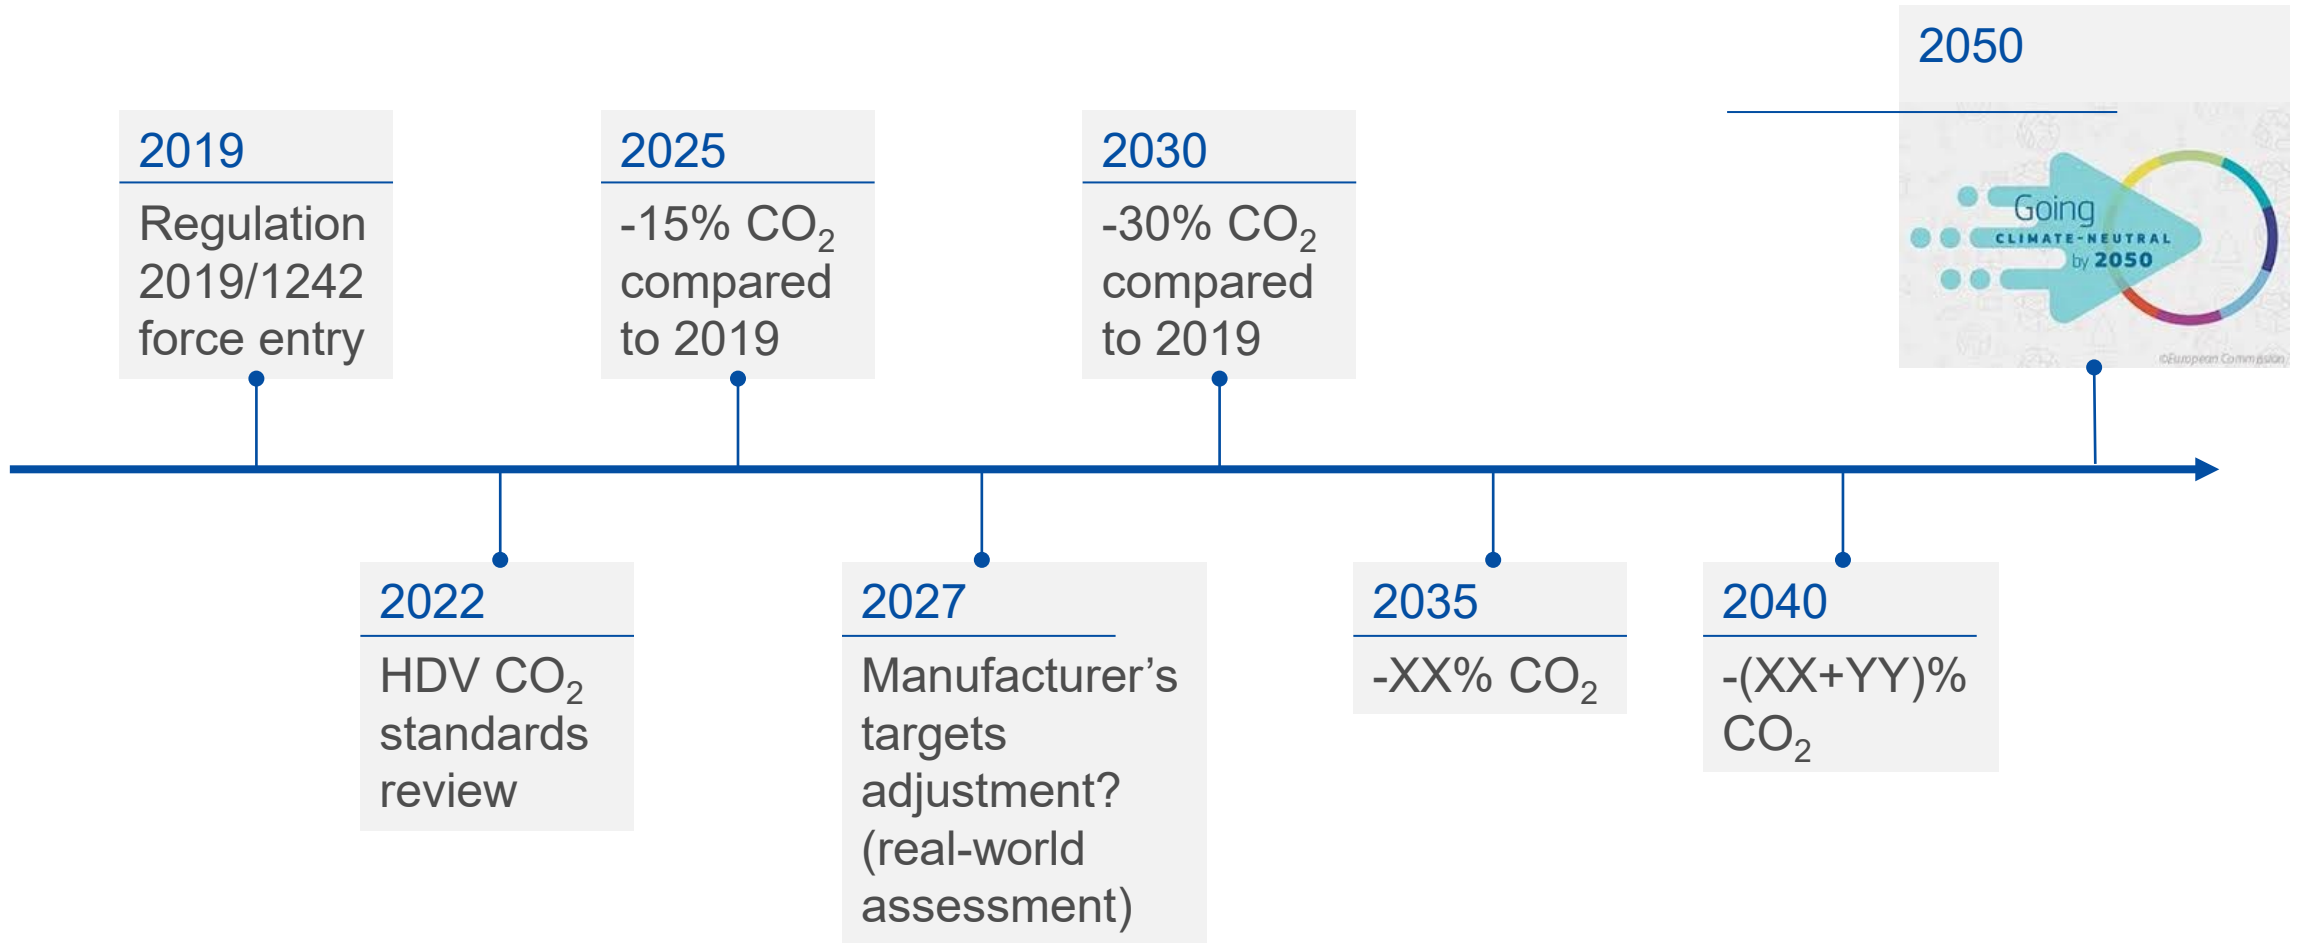 2019
Regulation
2019/1242
force entry
2022
HDV CO₂
standards
review
2025
-15% CO₂
compared
to 2019
2027
Manufacturer’s
targets
adjustment?
(real-world
assessment)
2030
-30% CO₂
compared
to 2019
2035
-XX% CO₂
2040
-(XX+YY)%
CO₂
2050
Going
CLIMATE-NEUTRAL
by 2050
©European Commission